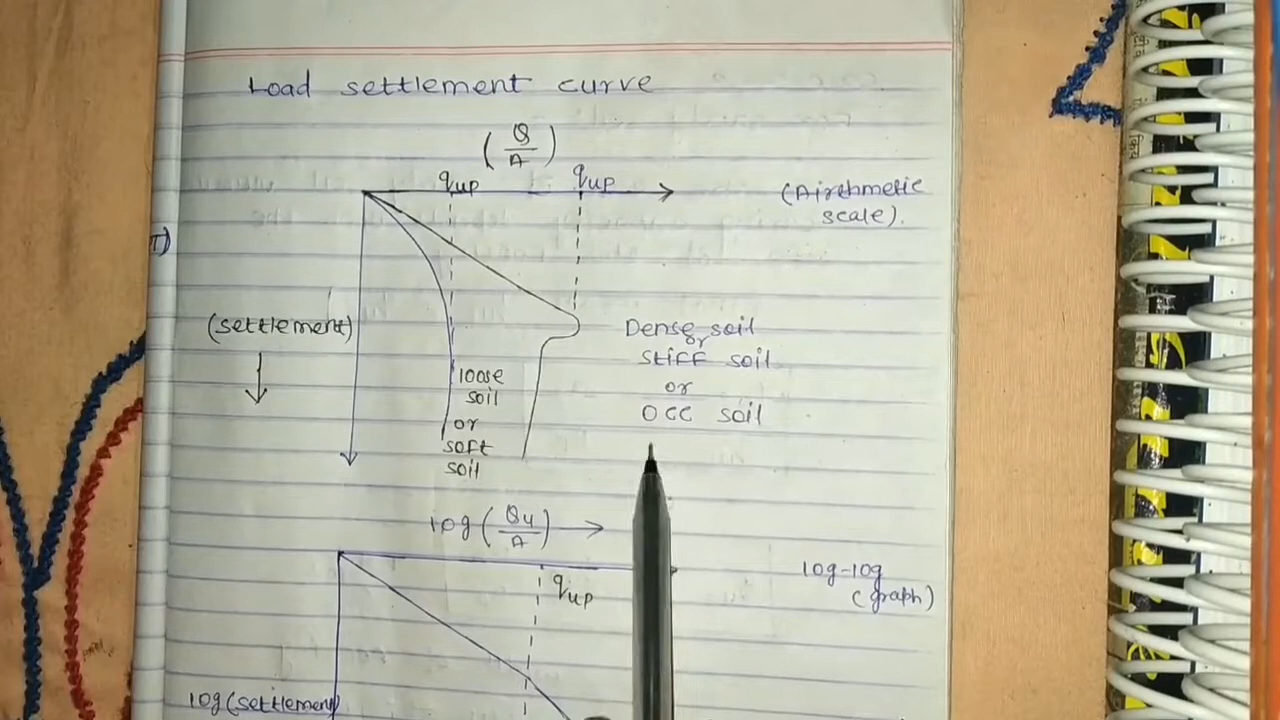 Load settlement curve
(Q/A)
qup qup
(Airthmetic
scale).
(settlement)
Dense soil
or
stiff soil
or
OCC soil
loose
soil
or
soft
soil
log (Qu/A)
qup
log-log
(graph)
log(settlement)